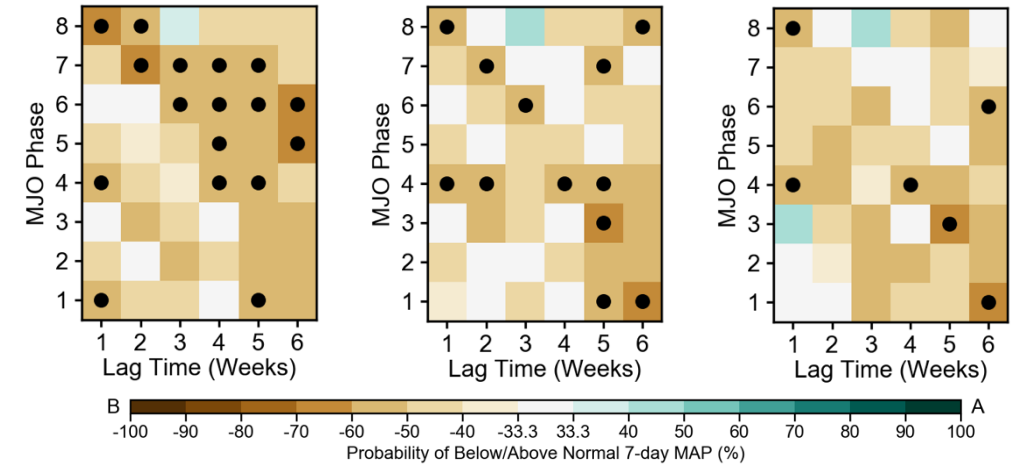 8
7
6
5
4
3
2
1
MJO Phase
1 2 3 4 5 6
Lag Time (Weeks)
8
7
6
5
4
3
2
1
MJO Phase
1 2 3 4 5 6
Lag Time (Weeks)
8
7
6
5
4
3
2
1
MJO Phase
1 2 3 4 5 6
Lag Time (Weeks)
B A
-100 -90 -80 -70 -60 -50 -40 -33.3 33.3 40 50 60 70 80 90 100
Probability of Below/Above Normal 7-day MAP (%)